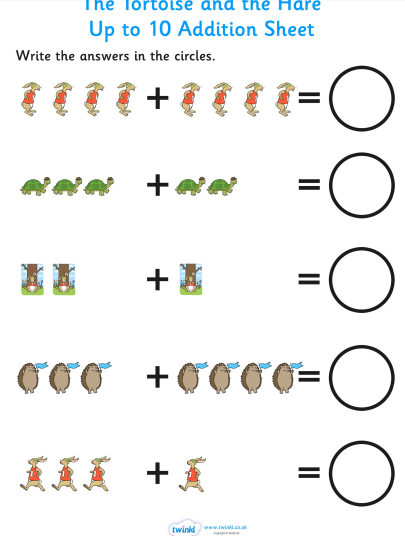 The Tortoise and the Hare
Up to 10 Addition Sheet
Write the answers in the circles.
+ =
+ =
+ =
+ =
+ =
twinkl www.twinkl.co.uk